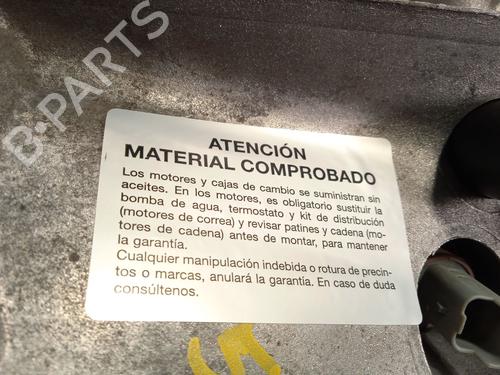 B-PARTS
ATENCIÓN
MATERIAL COMPROBADO
Los motores y cajas de cambio se suministran sin
aceites. En los motores, es obligatorio sustituir la
bomba de agua, termostato y kit de distribución
(motores de correa) y revisar patines y cadena (mo-
tores de cadena) antes de montar, para mantener
la garantía.
Cualquier manipulación indebida o rotura de precin-
tos o marcas, anulará la garantía. En caso de duda
consúltenos.
5